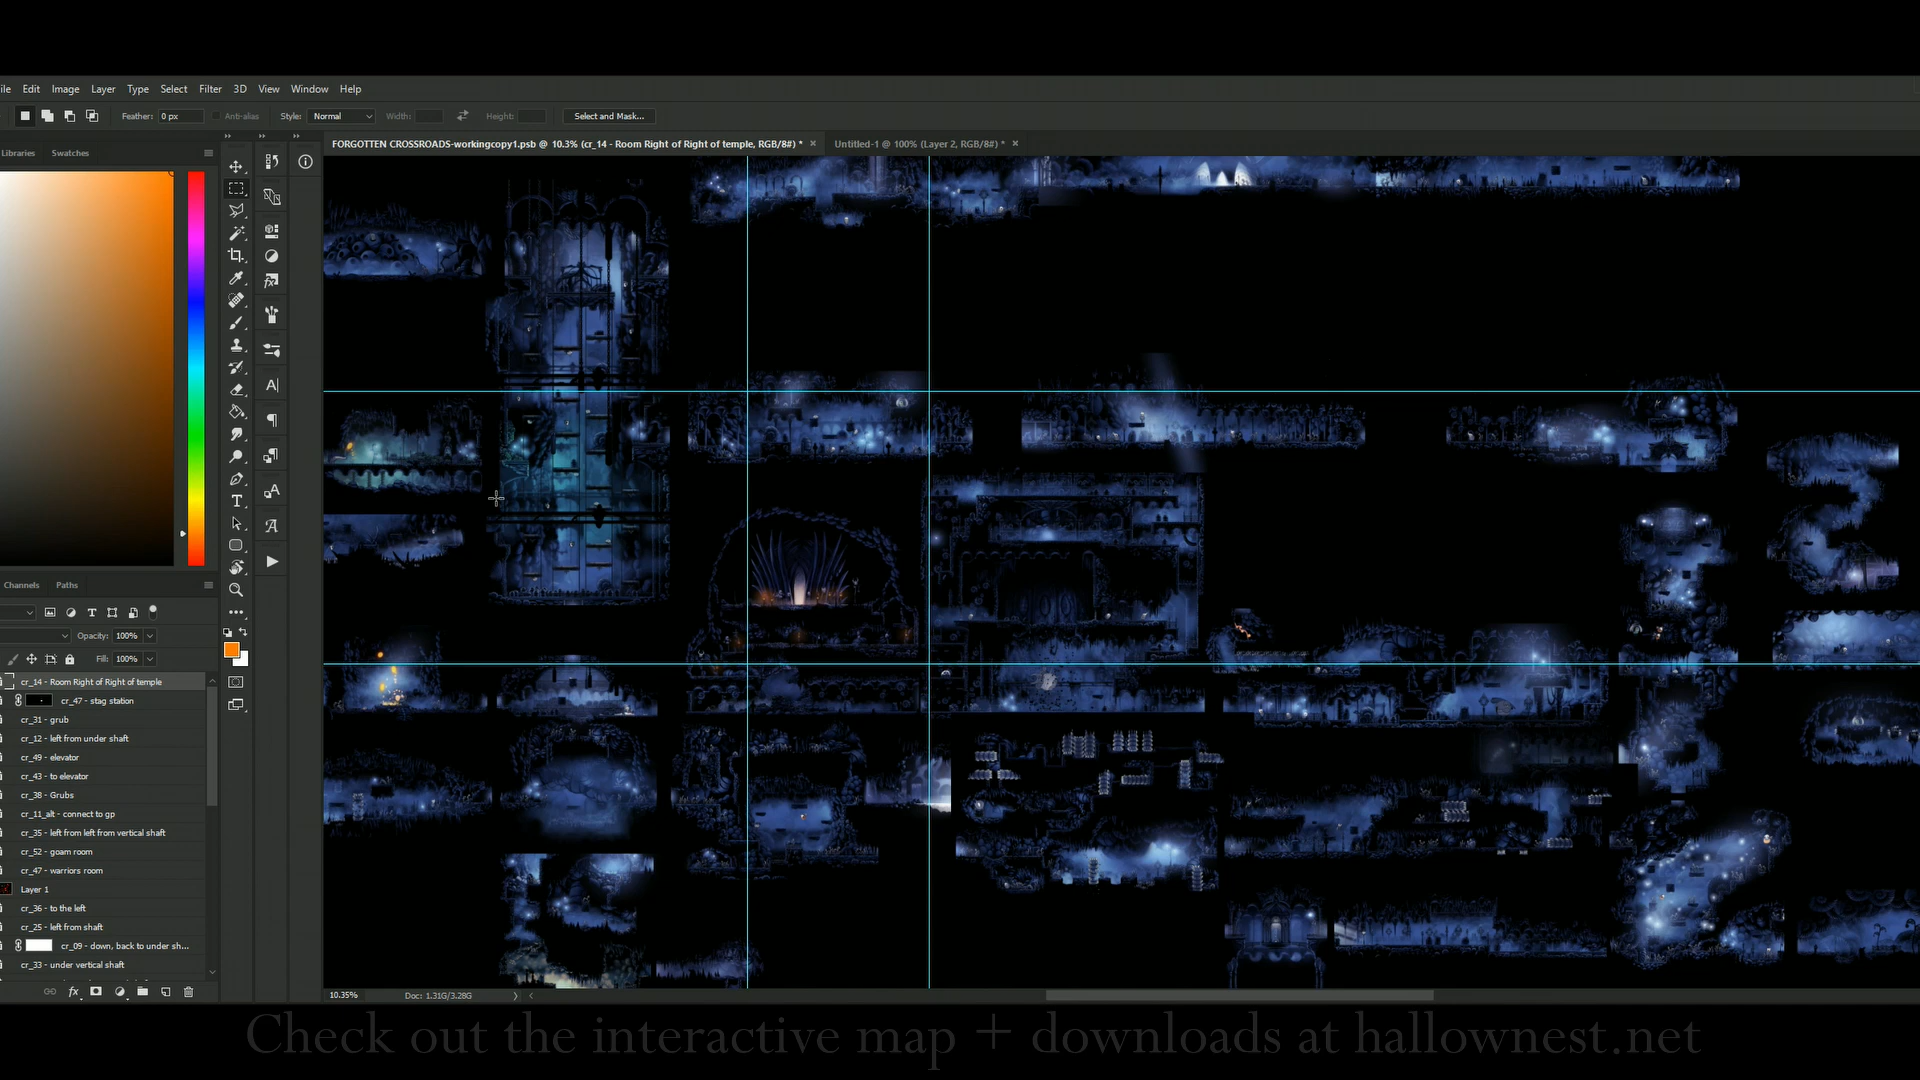 ile Edit Image Layer Type Select Filter 3D View Window Help
Feather: 0 px Anti-alias Style: Normal Width: Height: Select and Mask...
Libraries Swatches
FORGOTTEN CROSSROADS-workingcopy1.psb @ 10.3% (cr_14 - Room Right of Right of temple, RGB/8#) * × Untitled-1 @ 100% (Layer 2, RGB/8#) * ×
Channels Paths
Opacity: 100%
Fill: 100%
cr_14 - Room Right of Right of temple
cr_47 - stag station
cr_31 - grub
cr_12 - left from under shaft
cr_49 - elevator
cr_43 - to elevator
cr_38 - Grubs
cr_11_alt - connect to gp
cr_35 - left from left from vertical shaft
cr_52 - goam room
cr_47 - warriors room
Layer 1
cr_36 - to the left
cr_25 - left from shaft
cr_09 - down, back to under sh...
cr_33 - under vertical shaft
10.35% Doc: 1.31G/3.28G
Check out the interactive map + downloads at hallownest.net